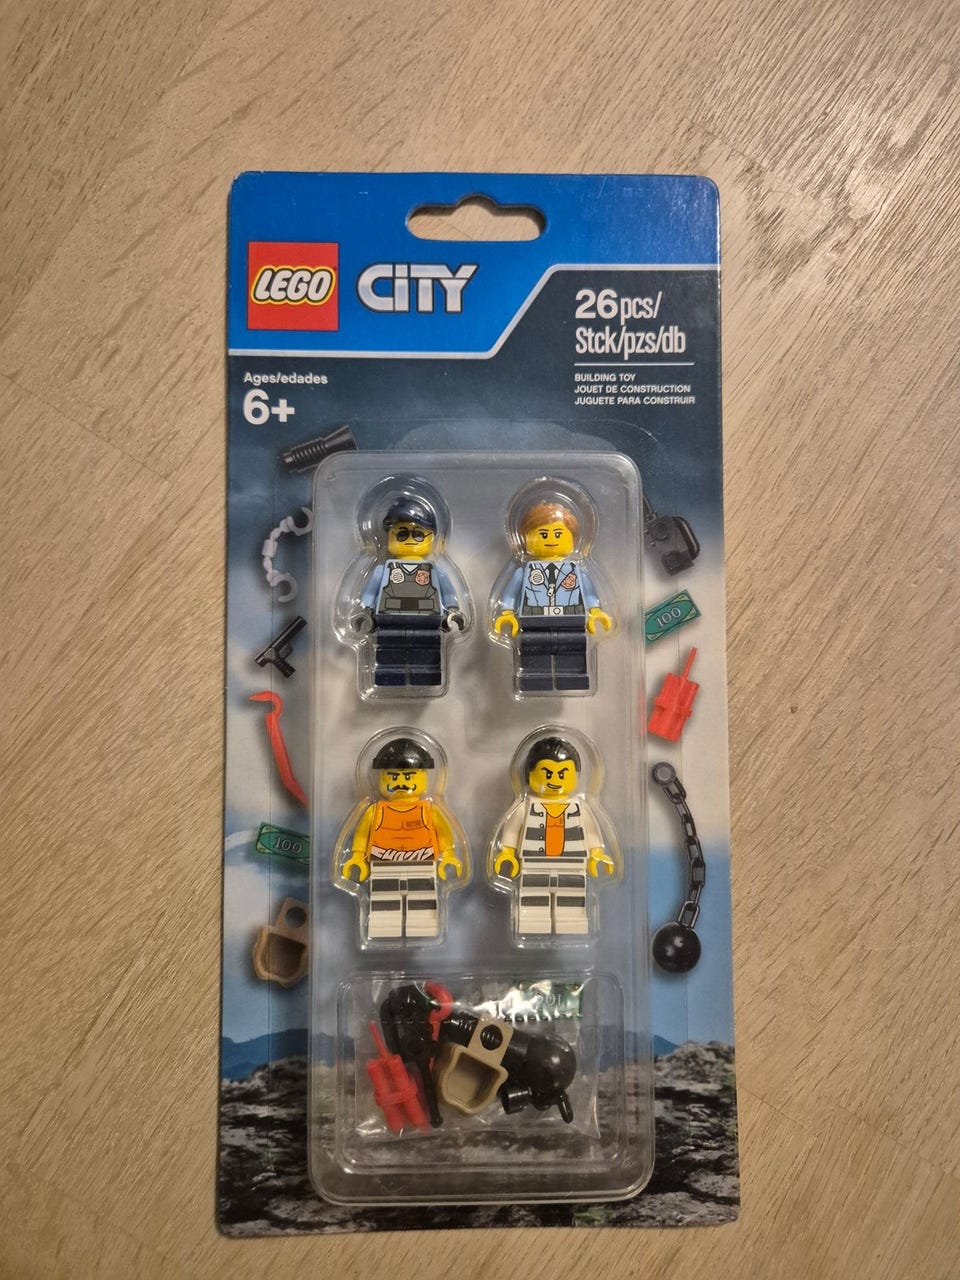 LEGO
CITY
26pcs/
Stck/pzs/db
BUILDING TOY
JOUET DE CONSTRUCTION
JUGUETE PARA CONSTRUIR
Ages/edades
6+
100
100